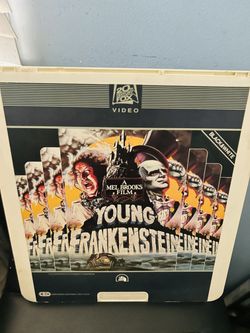 20th
CENTURY
FOX
VIDEO
BLACK & WHITE
A
MEL BROOKS
FILM
YOUNG
FRANKENSTEIN